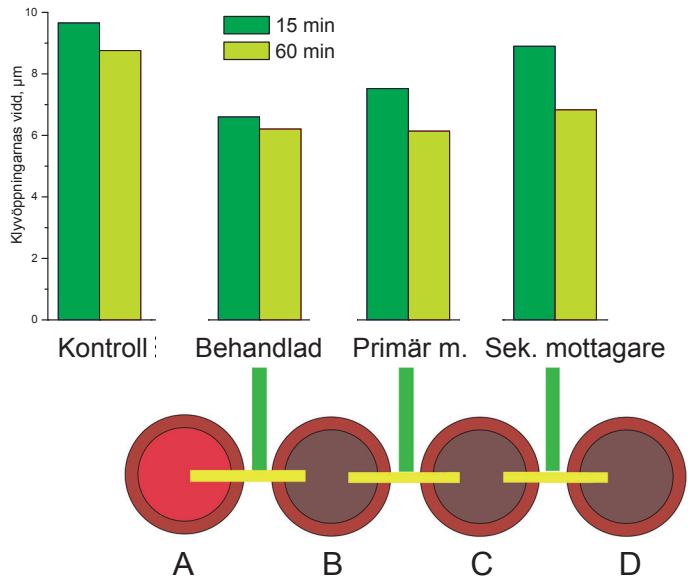 10
8
6
4
2
0
Klyvöppningarnas vidd, µm
15 min
60 min
Kontroll Behandlad Primär m. Sek. mottagare
A B C D